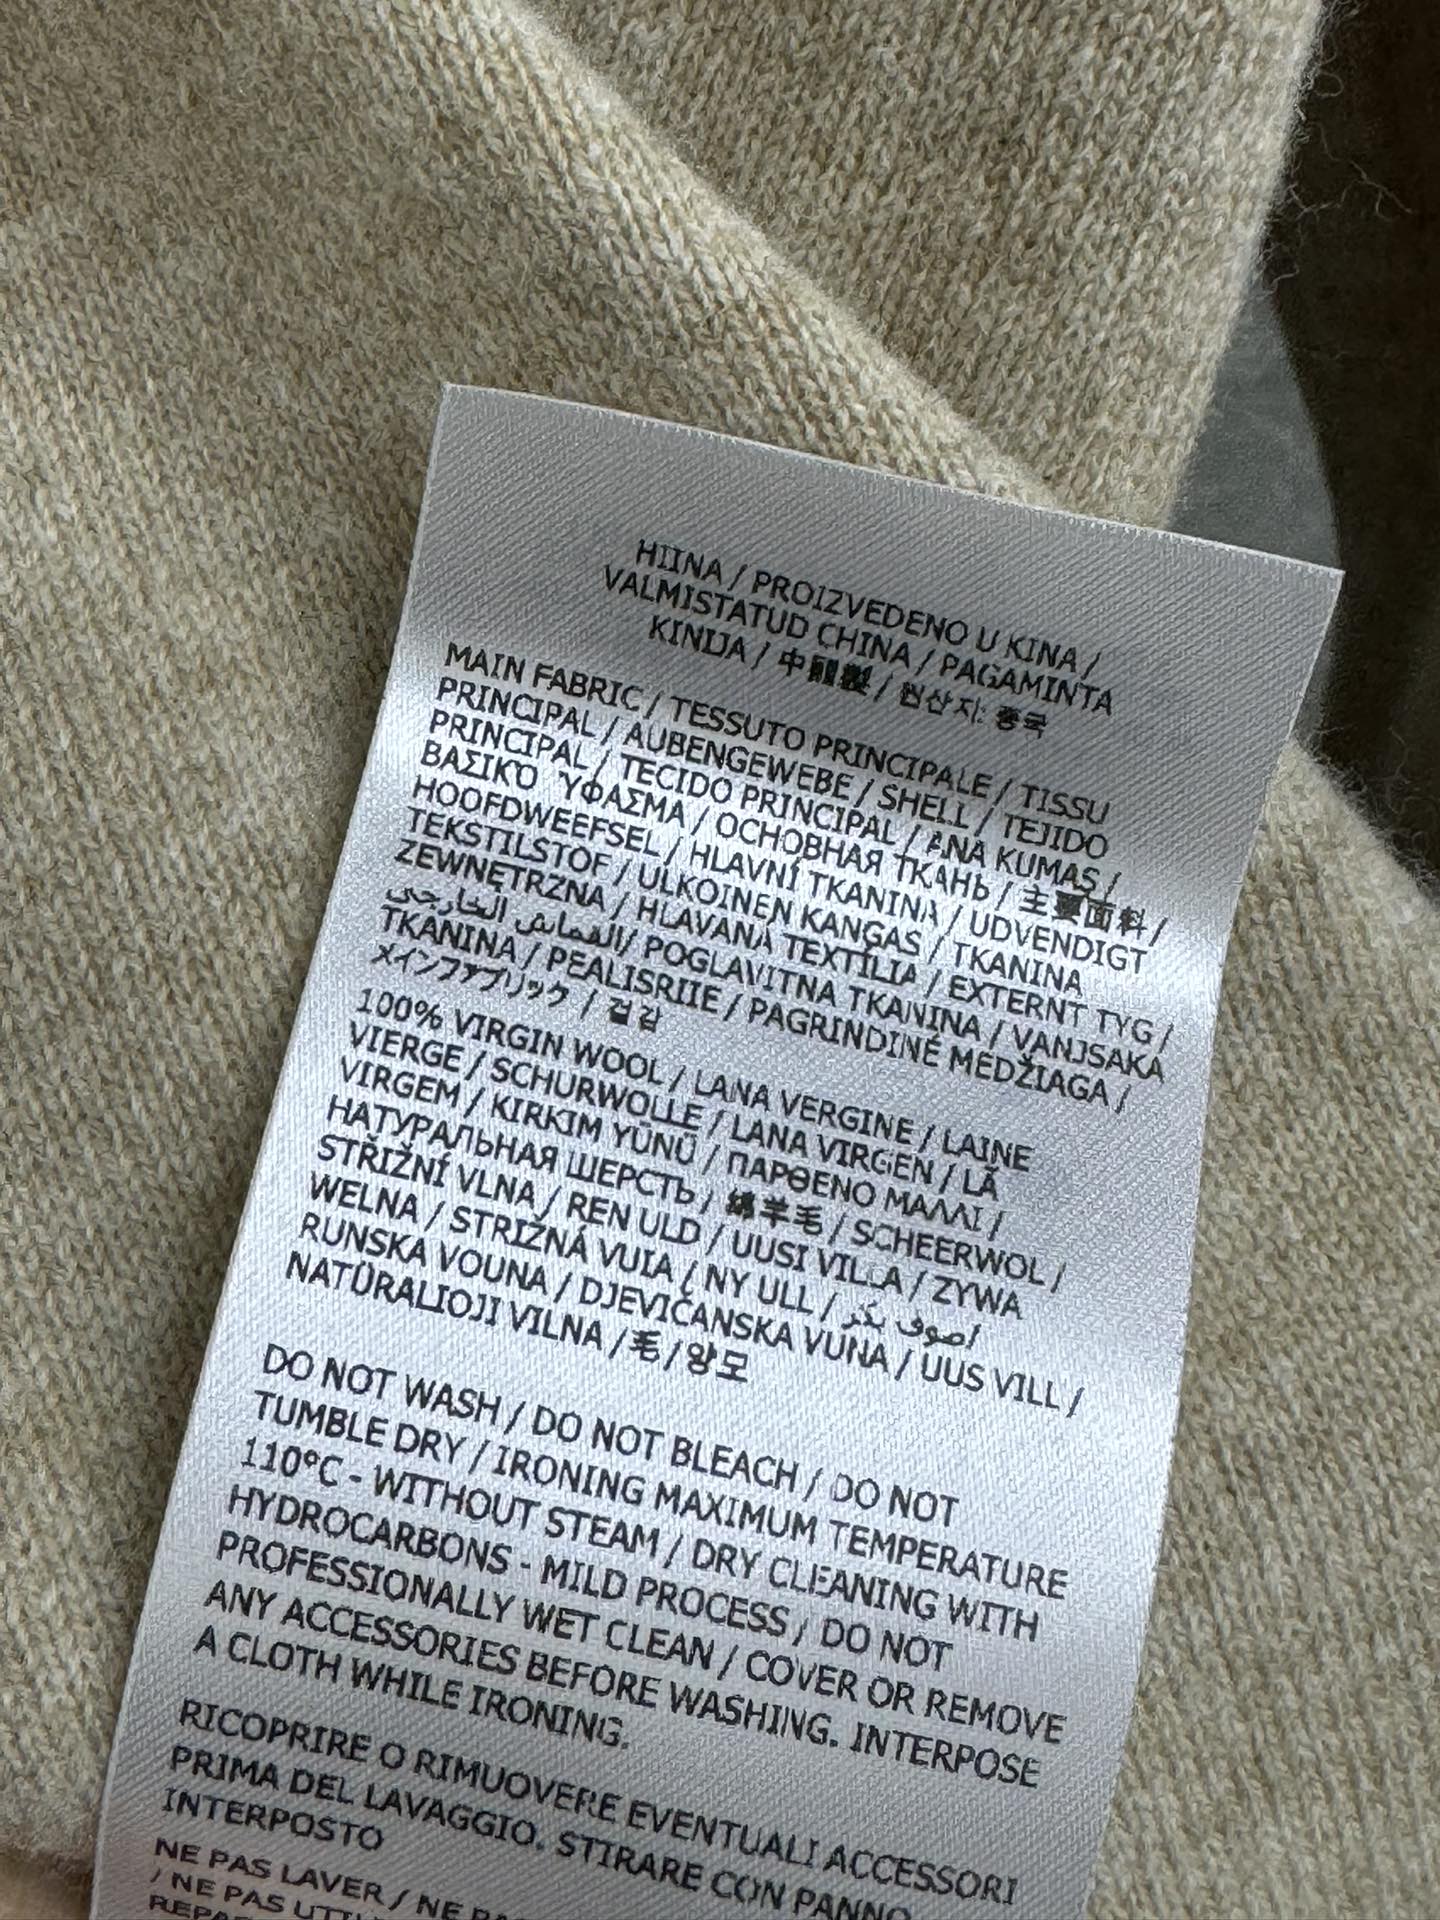 HIINA / PROIZVEDENO U KINA /
VALMISTATUD CHINA / PAGAMINTA
KINIJA / 中國製 / 원산지: 중국
MAIN FABRIC / TESSUTO PRINCIPALE / TISSU
PRINCIPAL / AUBENGEWEBE / SHELL / TEJIDO
PRINCIPAL / TECIDO PRINCIPAL / ANA KUMAŞ /
ΒΑΣΙΚΌ ΎΦΑΣΜΑ / ОСНОВНАЯ ТКАНЬ / 主要面料 /
HOOFDWEEFSEL / HLAVNÍ TKANINA / UDVENDIGT
TEKSTILSTOF / ULKOINEN KANGAS / TKANINA
ZEWNĘTRZNA / HLAVANÁ TEXTÍLIA / EXTERNT TYG /
القماش الخارجي/ POGLAVITNA TKANINA / VANJSAKA
TKANINA / PEALISRIIE / PAGRINDINĖ MEDŽIAGA /
メインファブリック / 겉감
100% VIRGIN WOOL / LANA VERGINE / LAINE
VIERGE / SCHURWOLLE / LANA VIRGEN / LÃ
VIRGEM / KIRKIM YÜNÜ / ΠΑΡΘΕΝΟ ΜΑΛΛΙ /
НАТУРАЛЬНАЯ ШЕРСТЬ / 綿羊毛 / SCHEERWOL /
STŘIŽNÍ VLNA / REN ULD / UUSI VILLA / ZYWA
WELNA / STRIŽNÁ VUIA / NY ULL / صوف بكر/
RUNSKA VOUNA / DJEVIČANSKA VUNA / UUS VILL /
NATŪRALIOJI VILNA / 毛 / 양모
DO NOT WASH / DO NOT BLEACH / DO NOT
TUMBLE DRY / IRONING MAXIMUM TEMPERATURE
110°C - WITHOUT STEAM / DRY CLEANING WITH
HYDROCARBONS - MILD PROCESS / DO NOT
PROFESSIONALLY WET CLEAN / COVER OR REMOVE
ANY ACCESSORIES BEFORE WASHING. INTERPOSE
A CLOTH WHILE IRONING.
RICOPRIRE O RIMUOVERE EVENTUALI ACCESSORI
PRIMA DEL LAVAGGIO. STIRARE CON PANNO
INTERPOSTO
NE PAS LAVER / NE
/ NE PAS